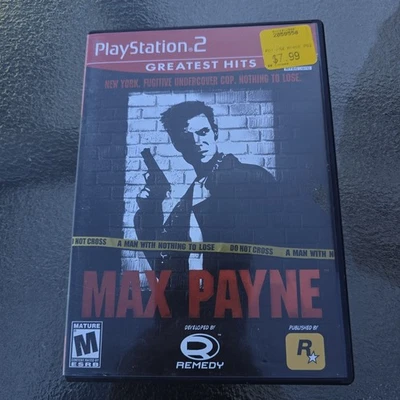 PlayStation.2
GREATEST HITS
$7.99
NEW YORK. FUGITIVE UNDERCOVER COP. NOTHING TO LOSE.
DO NOT CROSS A MAN WITH NOTHING TO LOSE DO NOT CROSS A MAN WITH N
MAX PAYNE
MATURE
M
ESRB
DEVELOPED BY
R
REMEDY
PUBLISHED BY
R